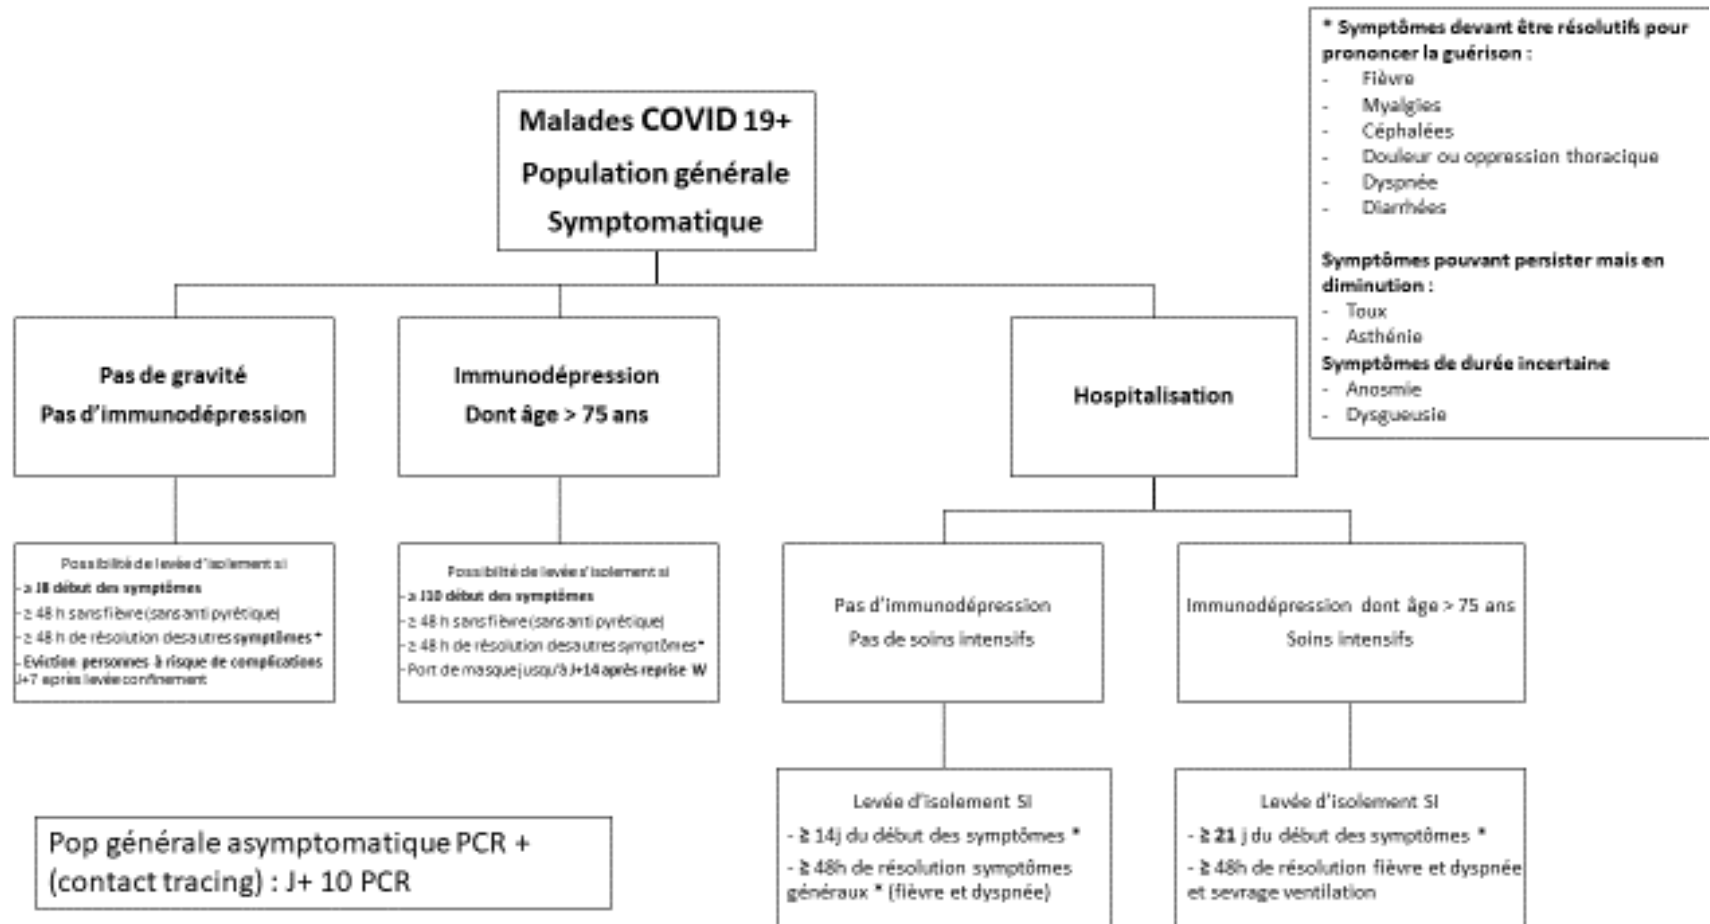 Malades COVID 19+
Population générale
Symptomatique
* Symptômes devant être résolutifs pour
prononcer la guérison :
- Fièvre
- Myalgies
- Céphalées
- Douleur ou oppression thoracique
- Dyspnée
- Diarrhées
Symptômes pouvant persister mais en
diminution :
- Toux
- Asthénie
Symptômes de durée incertaine
- Anosmie
- Dysgueusie
Pas de gravité
Pas d'immunodépression
Immunodépression
Dont âge > 75 ans
Hospitalisation
Possibilité de levée d'isolement si
- ≥ J8 début des symptômes
- ≥ 48 h sans fièvre (sans anti pyrétique)
- ≥ 48 h de résolution des autres symptômes *
- Eviction personnes à risque de complications
J+7 après levée confinement
Possibilité de levée s'isolement si
- ≥ J10 début des symptômes
- ≥ 48 h sans fièvre (sans anti pyrétique)
- ≥ 48 h de résolution des autres symptômes*
- Port de masque jusqu'à J+14 après reprise W
Pas d'immunodépression
Pas de soins intensifs
Immunodépression dont âge > 75 ans
Soins intensifs
Levée d'isolement SI
- ≥ 14j du début des symptômes *
- ≥ 48h de résolution symptômes
généraux * (fièvre et dyspnée)
Levée d'isolement SI
- ≥ 21 j du début des symptômes *
- ≥ 48h de résolution fièvre et dyspnée
et sevrage ventilation
Pop générale asymptomatique PCR +
(contact tracing) : J+ 10 PCR